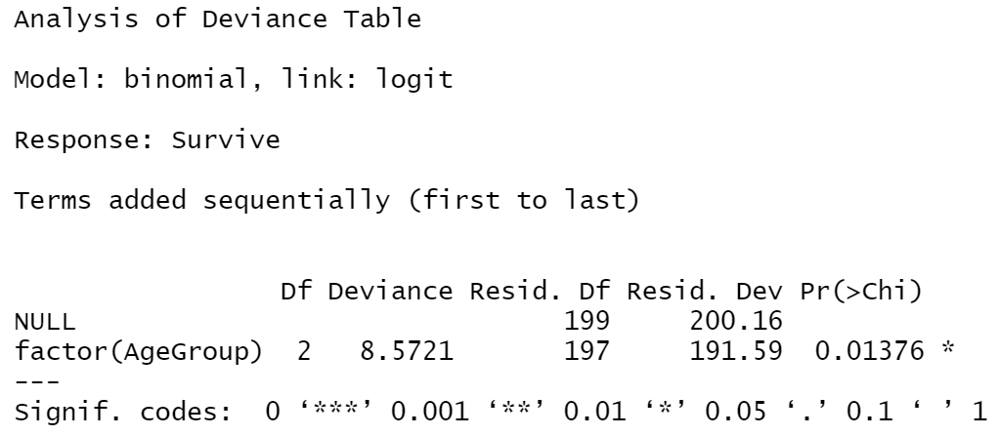 Analysis of Deviance Table
Model: binomial, link: logit
Response: Survive
Terms added sequentially (first to last)
Df Deviance Resid. Df Resid. Dev Pr(>Chi)
NULL 199 200.16
factor(AgeGroup) 2 8.5721 197 191.59 0.01376 *
---
Signif. codes: 0 ‘***’ 0.001 ‘**’ 0.01 ‘*’ 0.05 ‘.’ 0.1 ‘ ’ 1